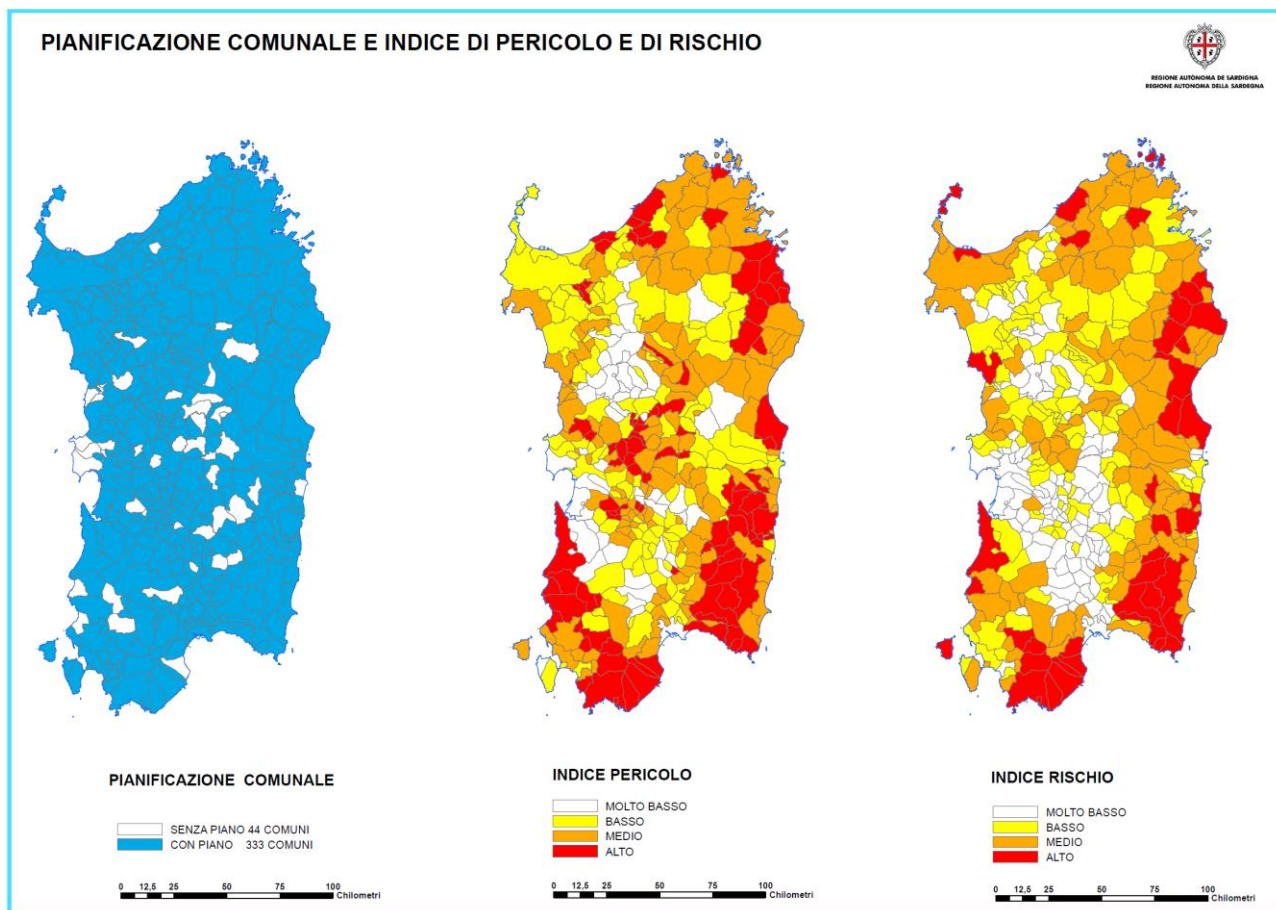 PIANIFICAZIONE COMUNALE E INDICE DI PERICOLO E DI RISCHIO
REGIONE AUTÒNOMA DE SARDIGNA
REGIONE AUTONOMA DELLA SARDEGNA
PIANIFICAZIONE COMUNALE
SENZA PIANO 44 COMUNI
CON PIANO 333 COMUNI
0 12,5 25 50 75 100
Chilometri
INDICE PERICOLO
MOLTO BASSO
BASSO
MEDIO
ALTO
0 12,5 25 50 75 100
Chilometri
INDICE RISCHIO
MOLTO BASSO
BASSO
MEDIO
ALTO
0 12,5 25 50 75 100
Chilometri